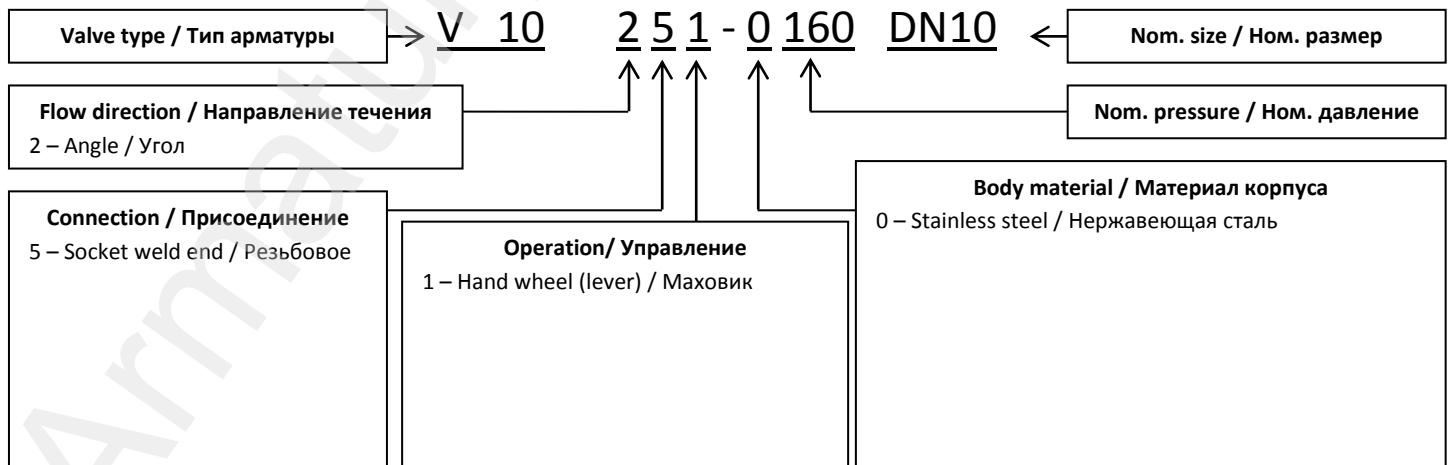 Valve type / Тип арматуры
V 10 2 5 1 - 0 160 DN10
Nom. size / Ном. размер
Flow direction / Направление течения
2 – Angle / Угол
Nom. pressure / Ном. давление
Connection / Присоединение
5 – Socket weld end / Резьбовое
Operation/ Управление
1 – Hand wheel (lever) / Маховик
Body material / Материал корпуса
0 – Stainless steel / Нержавеющая сталь
Armatu